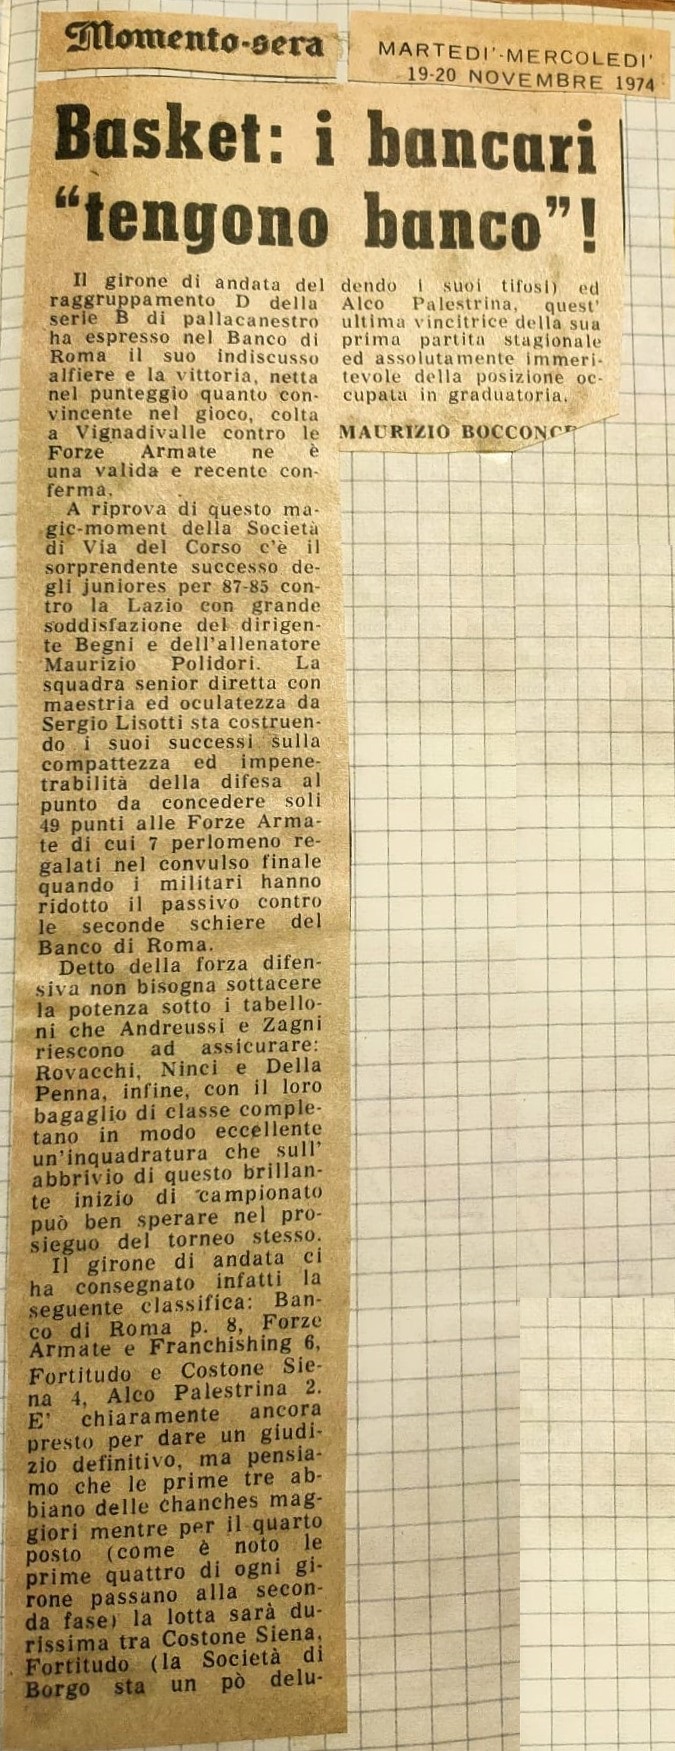 Momento-sera
MARTEDI'-MERCOLEDI'
19-20 NOVEMBRE 1974
Basket: i bancari
"tengono banco"!
Il girone di andata del
raggruppamento D della
serie B di pallacanestro
ha espresso nel Banco di
Roma il suo indiscusso
alfiere e la vittoria, netta
nel punteggio quanto con-
vincente nel gioco, colta
a Vignadivalle contro le
Forze Armate ne è
una valida e recente con-
ferma.
A riprova di questo ma-
gic-moment della Società
di Via del Corso c'è il
sorprendente successo de-
gli juniores per 87-85 con-
tro la Lazio con grande
soddisfazione del dirigen-
te Begni e dell'allenatore
Maurizio Polidori. La
squadra senior diretta con
maestria ed oculatezza da
Sergio Lisotti sta costruen-
do i suoi successi sulla
compattezza ed impene-
trabilità della difesa al
punto da concedere soli
49 punti alle Forze Arma-
te di cui 7 perlomeno re-
galati nel convulso finale
quando i militari hanno
ridotto il passivo contro
le seconde schiere del
Banco di Roma.
Detto della forza difen-
siva non bisogna sottacere
la potenza sotto i tabello-
ni che Andreussi e Zagni
riescono ad assicurare:
Rovacchi, Ninci e Della
Penna, infine, con il loro
bagaglio di classe comple-
tano in modo eccellente
un'inquadratura che sull'
abbrivio di questo brillan-
te inizio di campionato
può ben sperare nel pro-
sieguo del torneo stesso.
Il girone di andata ci
ha consegnato infatti la
seguente classifica: Ban-
co di Roma p. 8, Forze
Armate e Franchishing 6,
Fortitudo e Costone Sie-
na 4, Alco Palestrina 2.
E' chiaramente ancora
presto per dare un giudi-
zio definitivo, ma pensia-
mo che le prime tre ab-
biano delle chanches mag-
giori mentre per il quarto
posto (come è noto le
prime quattro di ogni gi-
rone passano alla secon-
da fase) la lotta sarà du-
rissima tra Costone Siena,
Fortitudo (la Società di
Borgo sta un pò delu-
dendo i suoi tifosi) ed
Alco Palestrina, quest'
ultima vincitrice della sua
prima partita stagionale
ed assolutamente immeri-
tevole della posizione oc-
cupata in graduatoria.
MAURIZIO